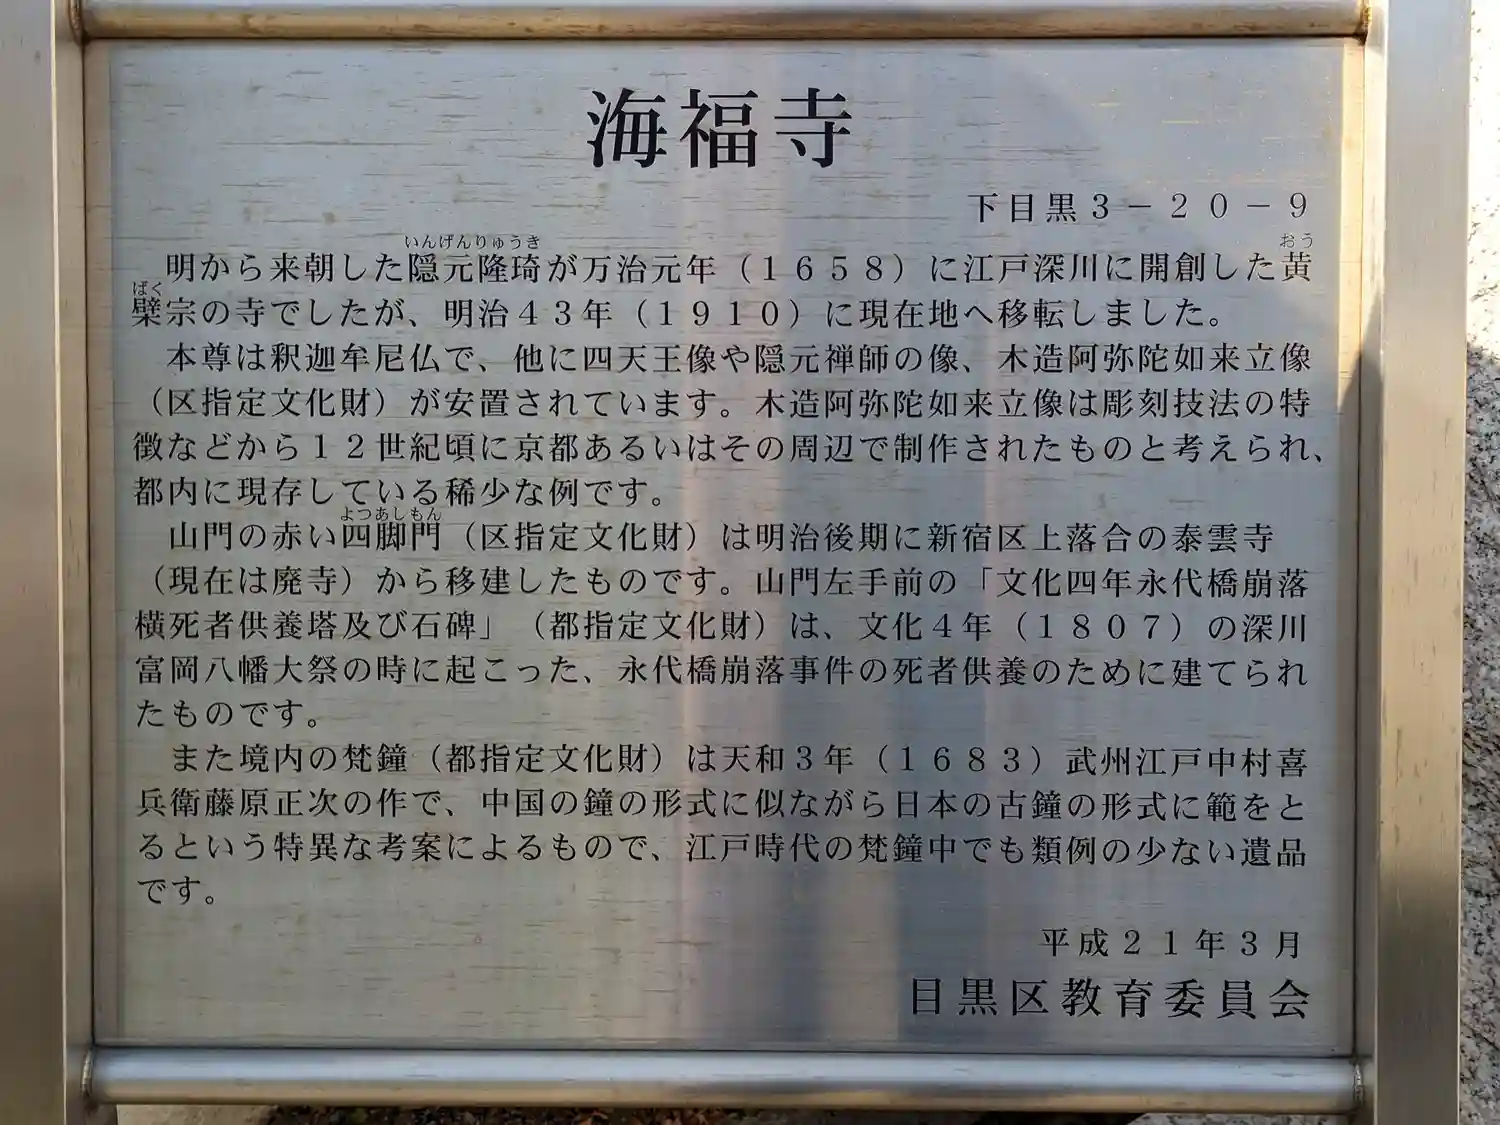 海福寺
下目黒３－２０－９
いんげんりゅうき
おう
明から来朝した隠元隆琦が万治元年（１６５８）に江戸深川に開創した黄
ばく
檗宗の寺でしたが、明治４３年（１９１０）に現在地へ移転しました。
本尊は釈迦牟尼仏で、他に四天王像や隠元禅師の像、木造阿弥陀如来立像
（区指定文化財）が安置されています。木造阿弥陀如来立像は彫刻技法の特
徴などから１２世紀頃に京都あるいはその周辺で制作されたものと考えられ、
都内に現存している稀少な例です。
よつあしもん
山門の赤い四脚門（区指定文化財）は明治後期に新宿区上落合の泰雲寺
（現在は廃寺）から移建したものです。山門左手前の「文化四年永代橋崩落
横死者供養塔及び石碑」（都指定文化財）は、文化４年（１８０７）の深川
富岡八幡大祭の時に起こった、永代橋崩落事件の死者供養のために建てられ
たものです。
また境内の梵鐘（都指定文化財）は天和３年（１６８３）武州江戸中村喜
兵衛藤原正次の作で、中国の鐘の形式に似ながら日本の古鐘の形式に範をと
るという特異な考案によるもので、江戸時代の梵鐘中でも類例の少ない遺品
です。
平成２１年３月
目黒区教育委員会